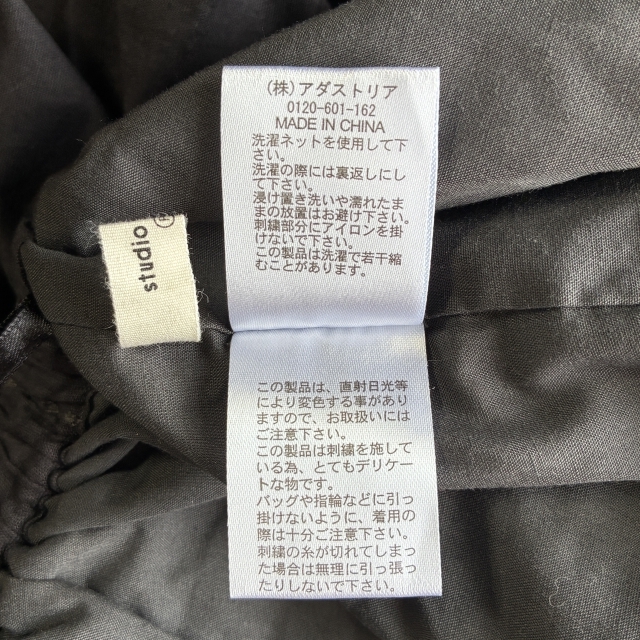 (株)アダストリア
0120-601-162
MADE IN CHINA
洗濯ネットを使用して下
さい。
洗濯の際には裏返しにし
て下さい。
浸け置き洗いや濡れたま
まの放置はお避け下さい。
刺繍部分にアイロンを掛
けないで下さい。
この製品は洗濯で若干縮
むことがあります。
studio
®
この製品は、直射日光等
により変色する事があり
ますので、お取扱いには
ご注意下さい。
この製品は刺繍を施して
いる為、とてもデリケー
トな物です。
バッグや指輪などに引っ
掛けないように、着用の
際は十分ご注意下さい。
刺繍の糸が切れてしまっ
た場合は無理に引っ張っ
たりしないで下さい。